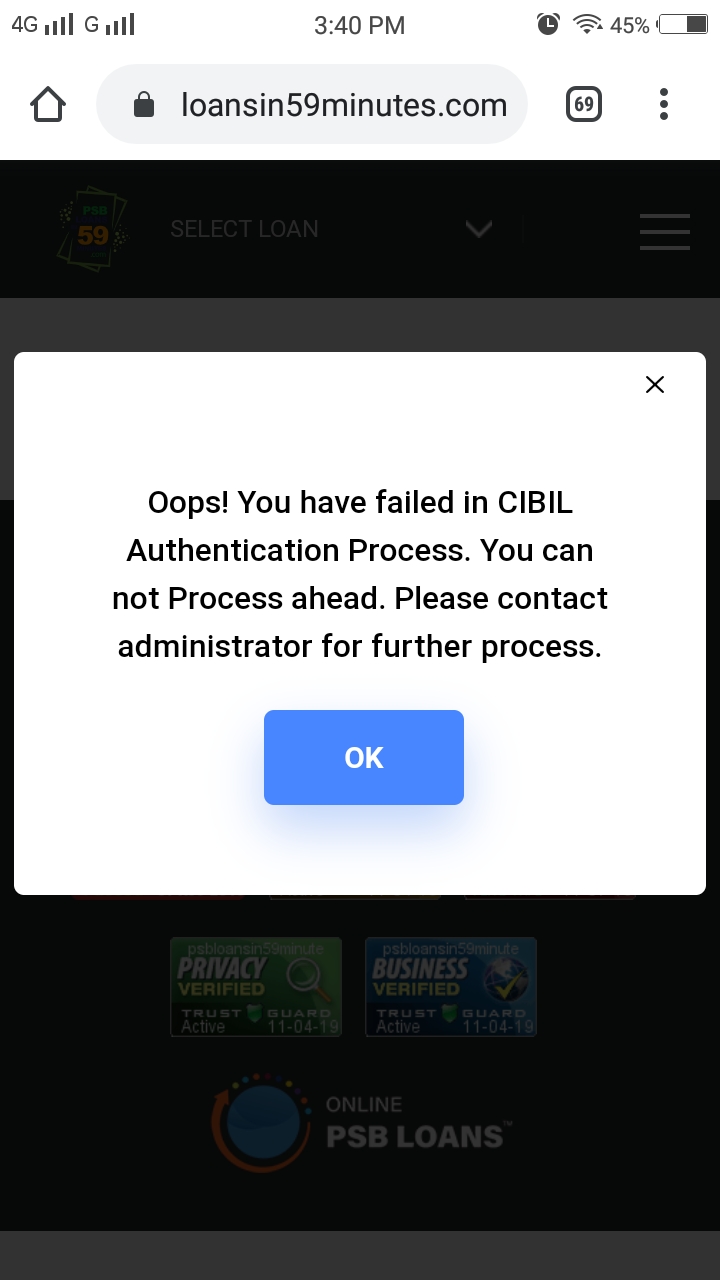 4G G 3:40 PM 45%
loansin59minutes.com 69
PSB
59
SELECT LOAN
Oops! You have failed in CIBIL
Authentication Process. You can
not Process ahead. Please contact
administrator for further process.
OK
psbloansin59minute psbloansin59minute
PRIVACY BUSINESS
VERIFIED VERIFIED
TRUST GUARD TRUST GUARD
Active 11-04-19 Active 11-04-19
ONLINE
PSB LOANS™